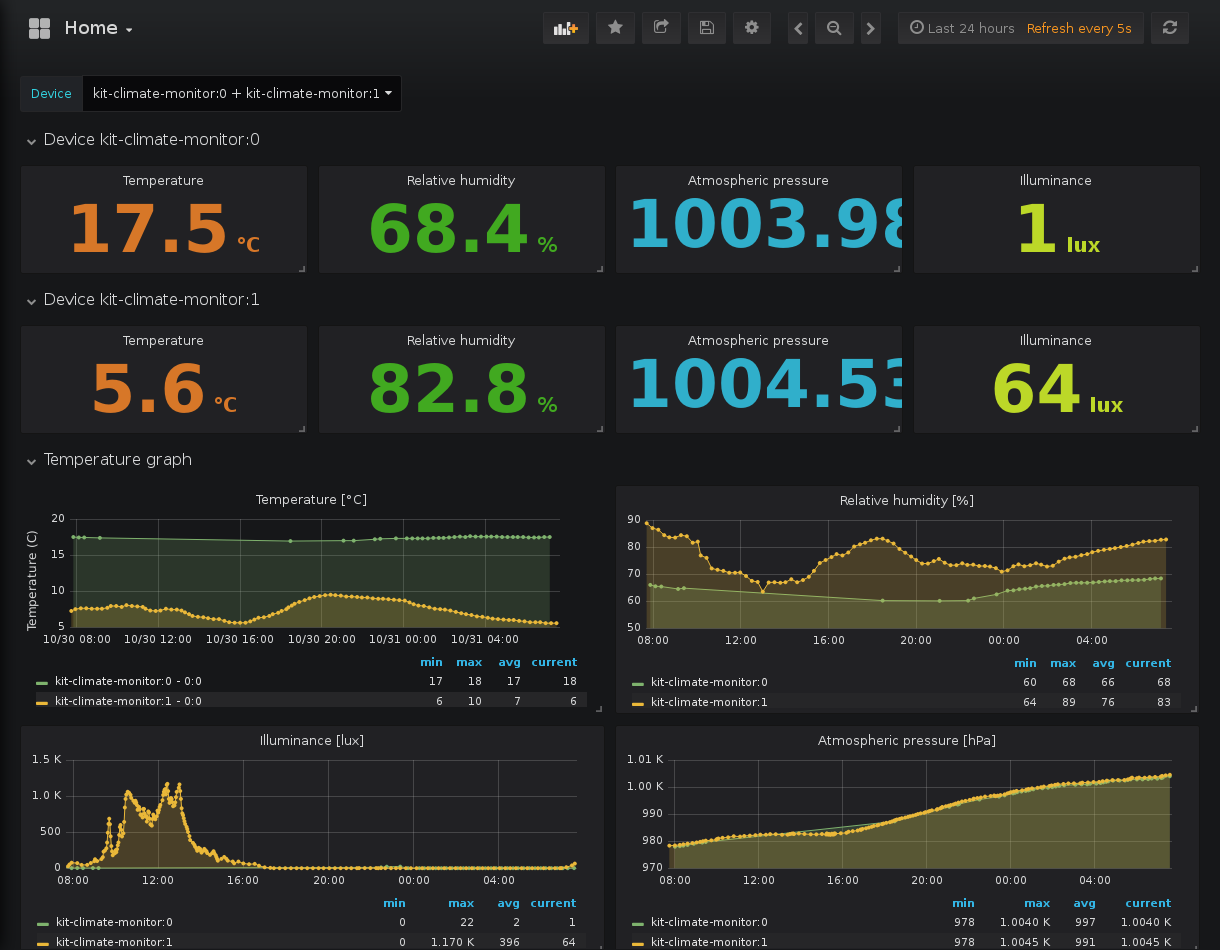 Home
Last 24 hours Refresh every 5s
Device kit-climate-monitor:0 + kit-climate-monitor:1
Device kit-climate-monitor:0
Temperature Relative humidity Atmospheric pressure Illuminance
17.5 °C 68.4 % 1003.98 1 lux
Device kit-climate-monitor:1
Temperature Relative humidity Atmospheric pressure Illuminance
5.6 °C 82.8 % 1004.53 64 lux
Temperature graph
Temperature [°C]
Temperature (C)
20
15
10
5
10/30 08:00 10/30 12:00 10/30 16:00 10/30 20:00 10/31 00:00 10/31 04:00
min max avg current
kit-climate-monitor:0 - 0:0 17 18 17 18
kit-climate-monitor:1 - 0:0 6 10 7 6
Relative humidity [%]
90
80
70
60
50
08:00 12:00 16:00 20:00 00:00 04:00
min max avg current
kit-climate-monitor:0 60 68 66 68
kit-climate-monitor:1 64 89 76 83
Illuminance [lux]
1.5 K
1.0 K
500
0
08:00 12:00 16:00 20:00 00:00 04:00
min max avg current
kit-climate-monitor:0 0 22 2 1
kit-climate-monitor:1 0 1.170 K 396 64
Atmospheric pressure [hPa]
1.01 K
1.00 K
990
980
970
08:00 12:00 16:00 20:00 00:00 04:00
min max avg current
kit-climate-monitor:0 978 1.0040 K 997 1.0040 K
kit-climate-monitor:1 978 1.0045 K 991 1.0045 K